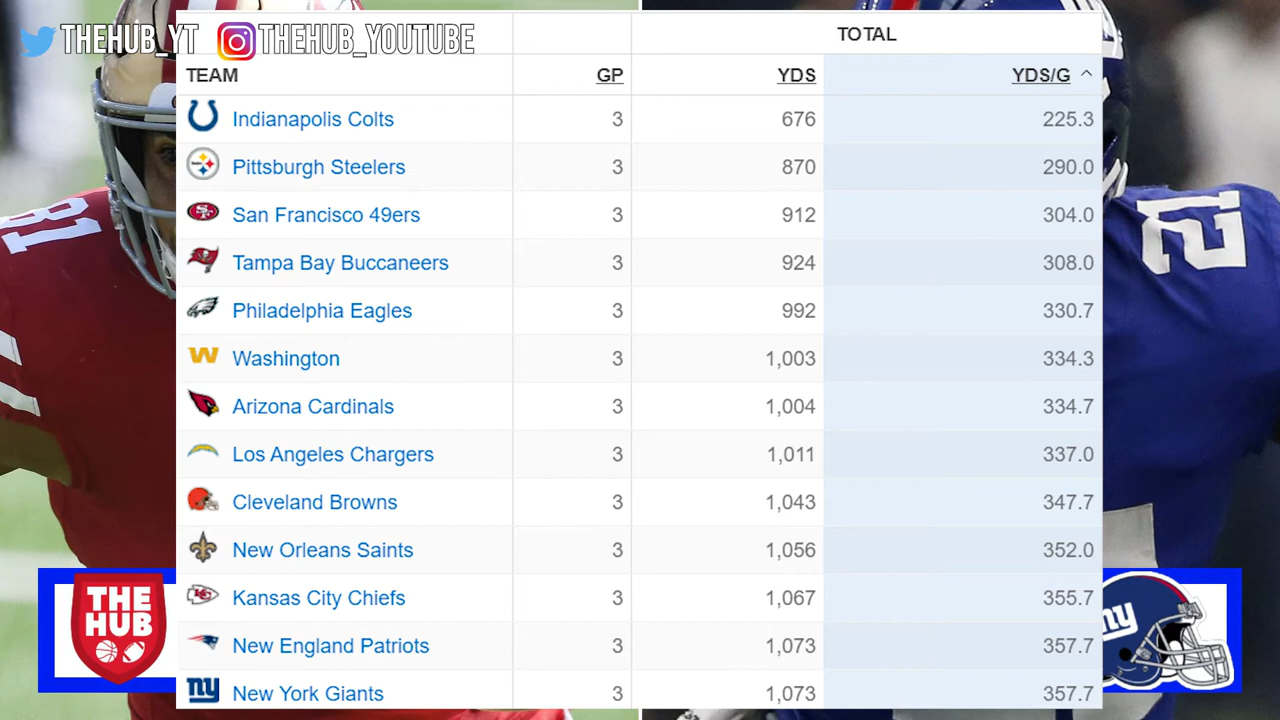 THEHUB_YT THEHUB_YOUTUBE
TOTAL
TEAM GP YDS YDS/G
Indianapolis Colts 3 676 225.3
Pittsburgh Steelers 3 870 290.0
San Francisco 49ers 3 912 304.0
Tampa Bay Buccaneers 3 924 308.0
Philadelphia Eagles 3 992 330.7
W Washington 3 1,003 334.3
Arizona Cardinals 3 1,004 334.7
Los Angeles Chargers 3 1,011 337.0
Cleveland Browns 3 1,043 347.7
New Orleans Saints 3 1,056 352.0
Kansas City Chiefs 3 1,067 355.7
New England Patriots 3 1,073 357.7
ny New York Giants 3 1,073 357.7
81
21
THE
HUB
ny